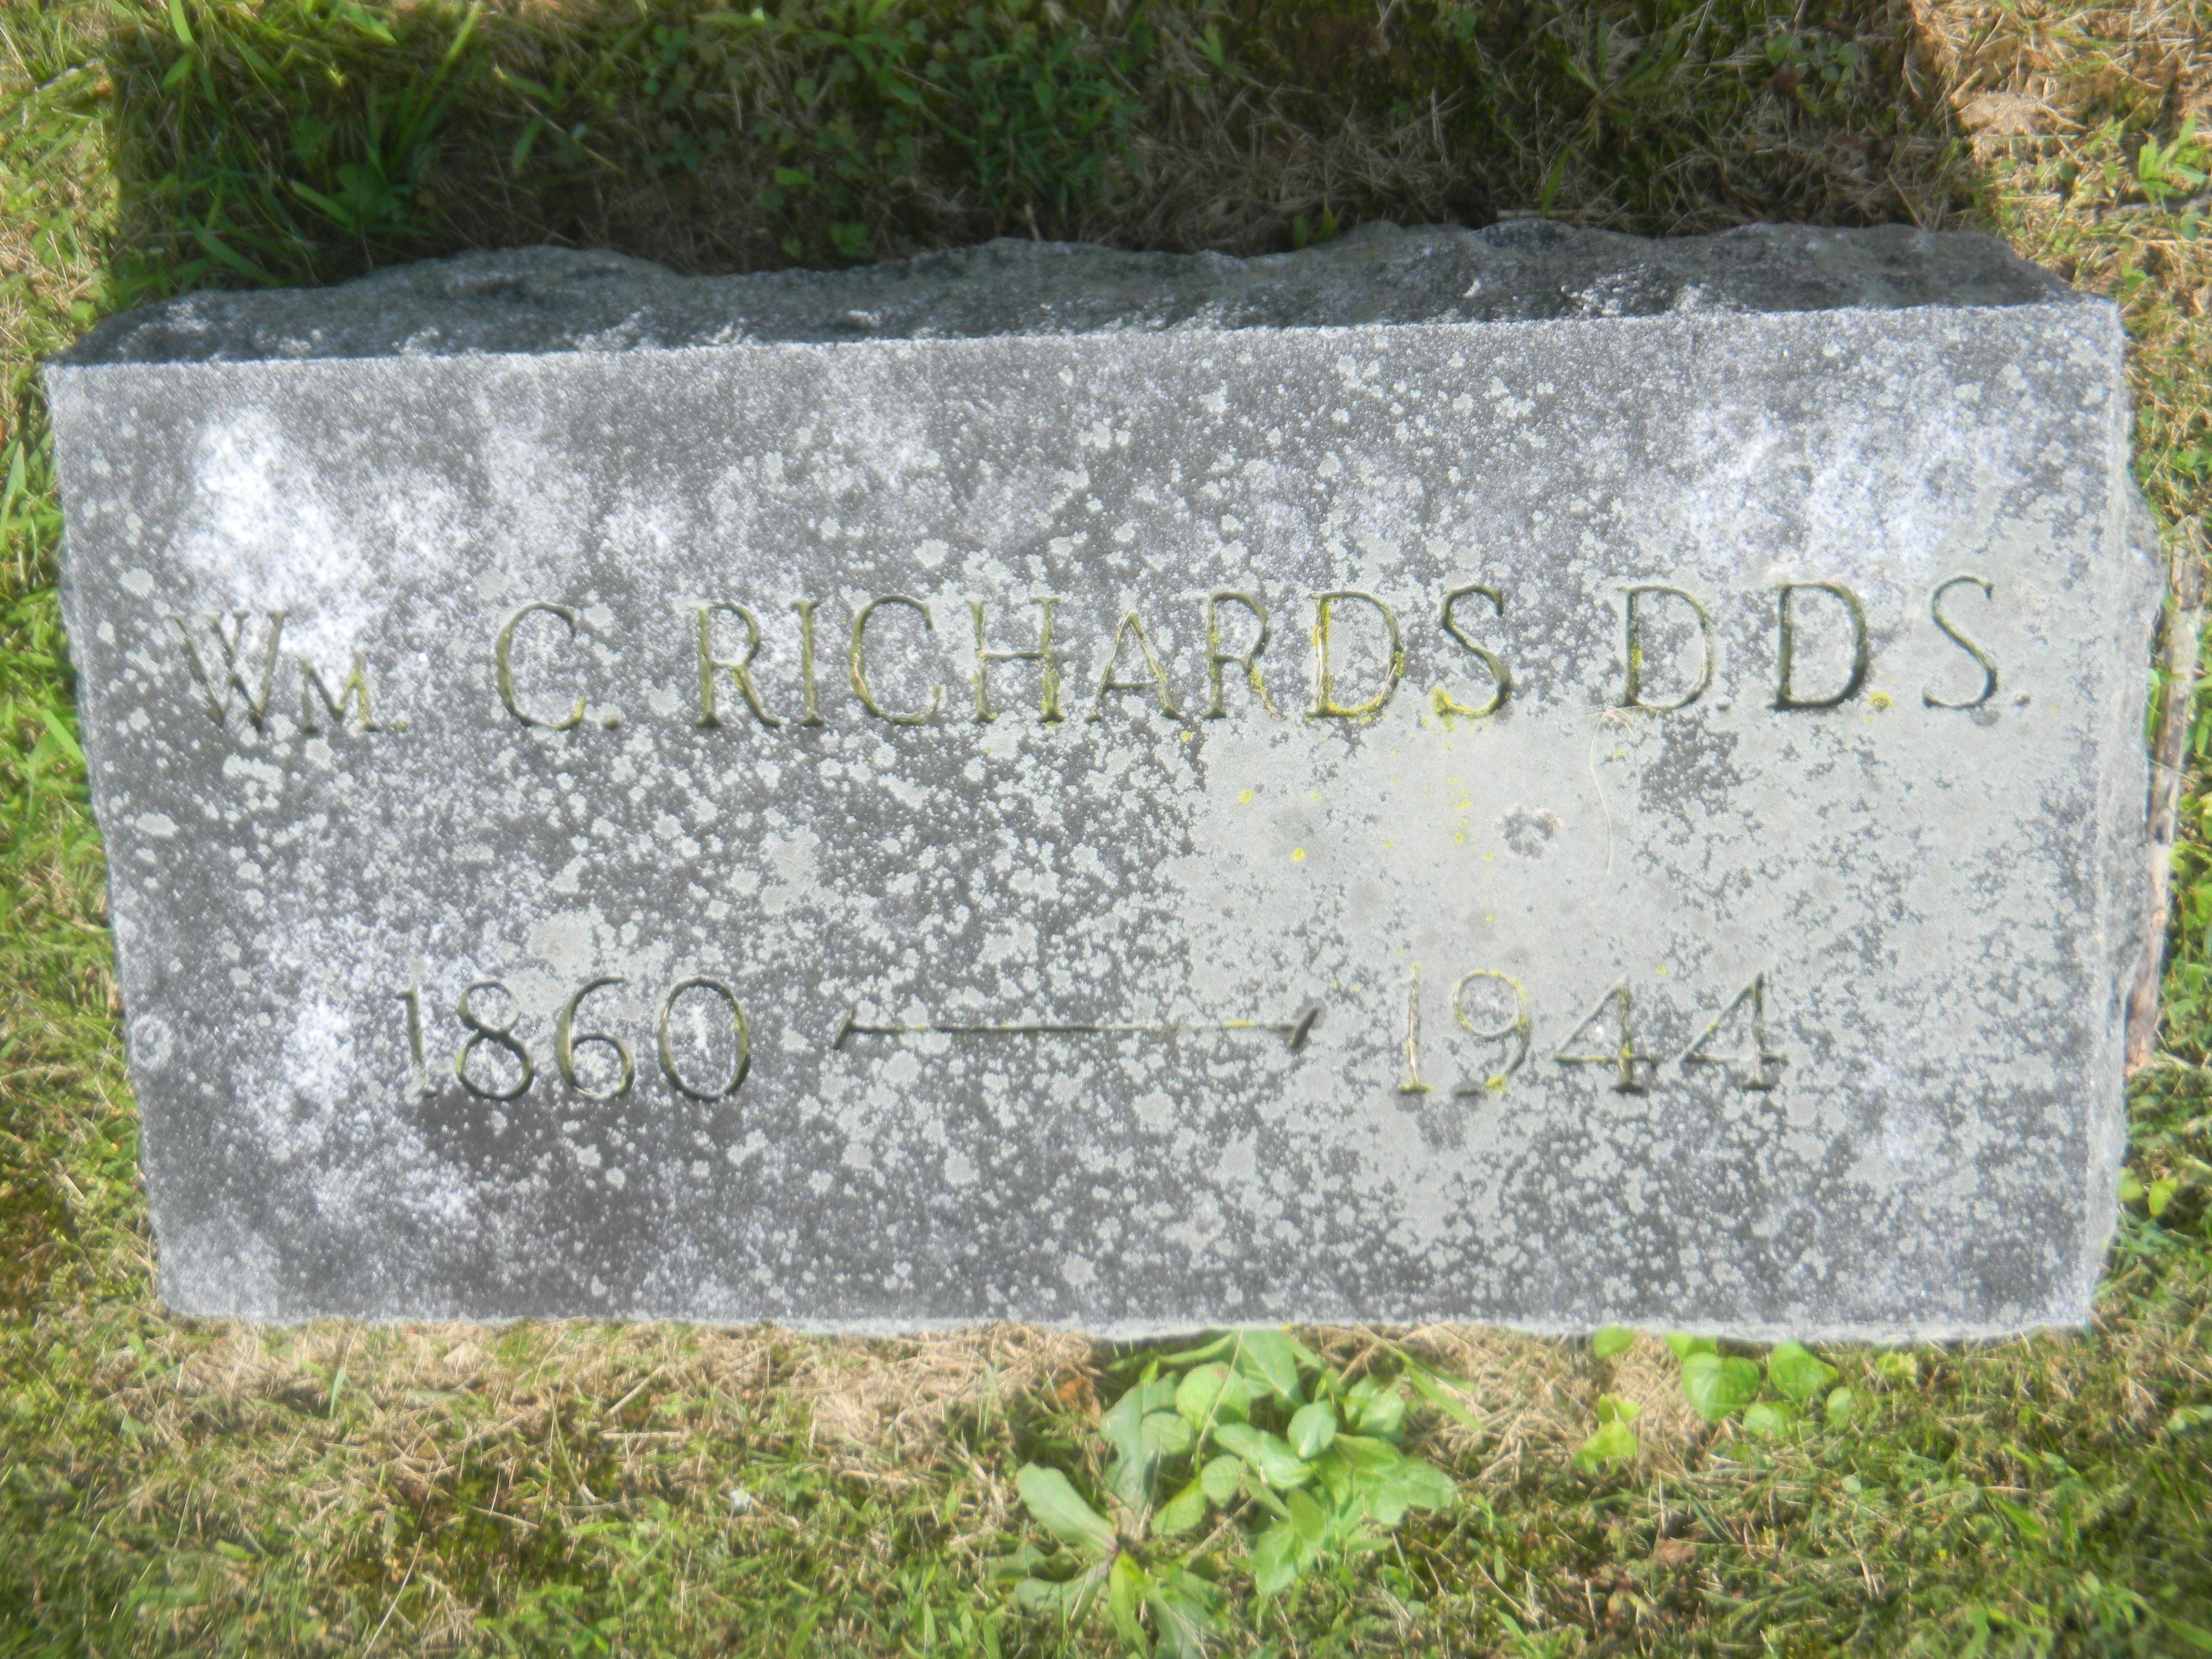 Wm. C. RICHARDS D.D.S.
1860 — 1944